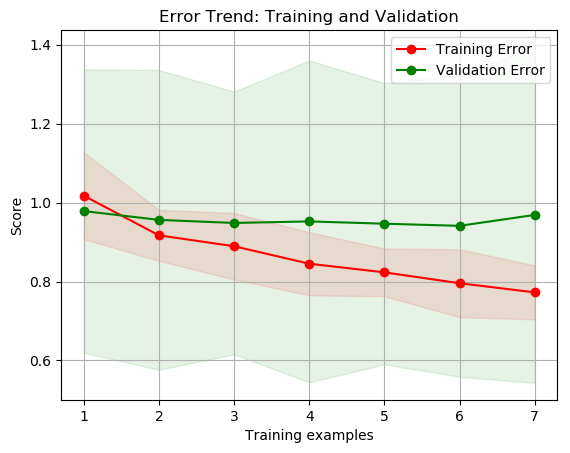 Error Trend: Training and Validation
Training Error
Validation Error
Score
1.4
1.2
1.0
0.8
0.6
1 2 3 4 5 6 7
Training examples